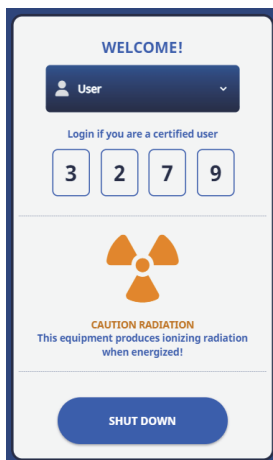 WELCOME!
User
Login if you are a certified user
3 2 7 9
CAUTION RADIATION
This equipment produces ionizing radiation
when energized!
SHUT DOWN